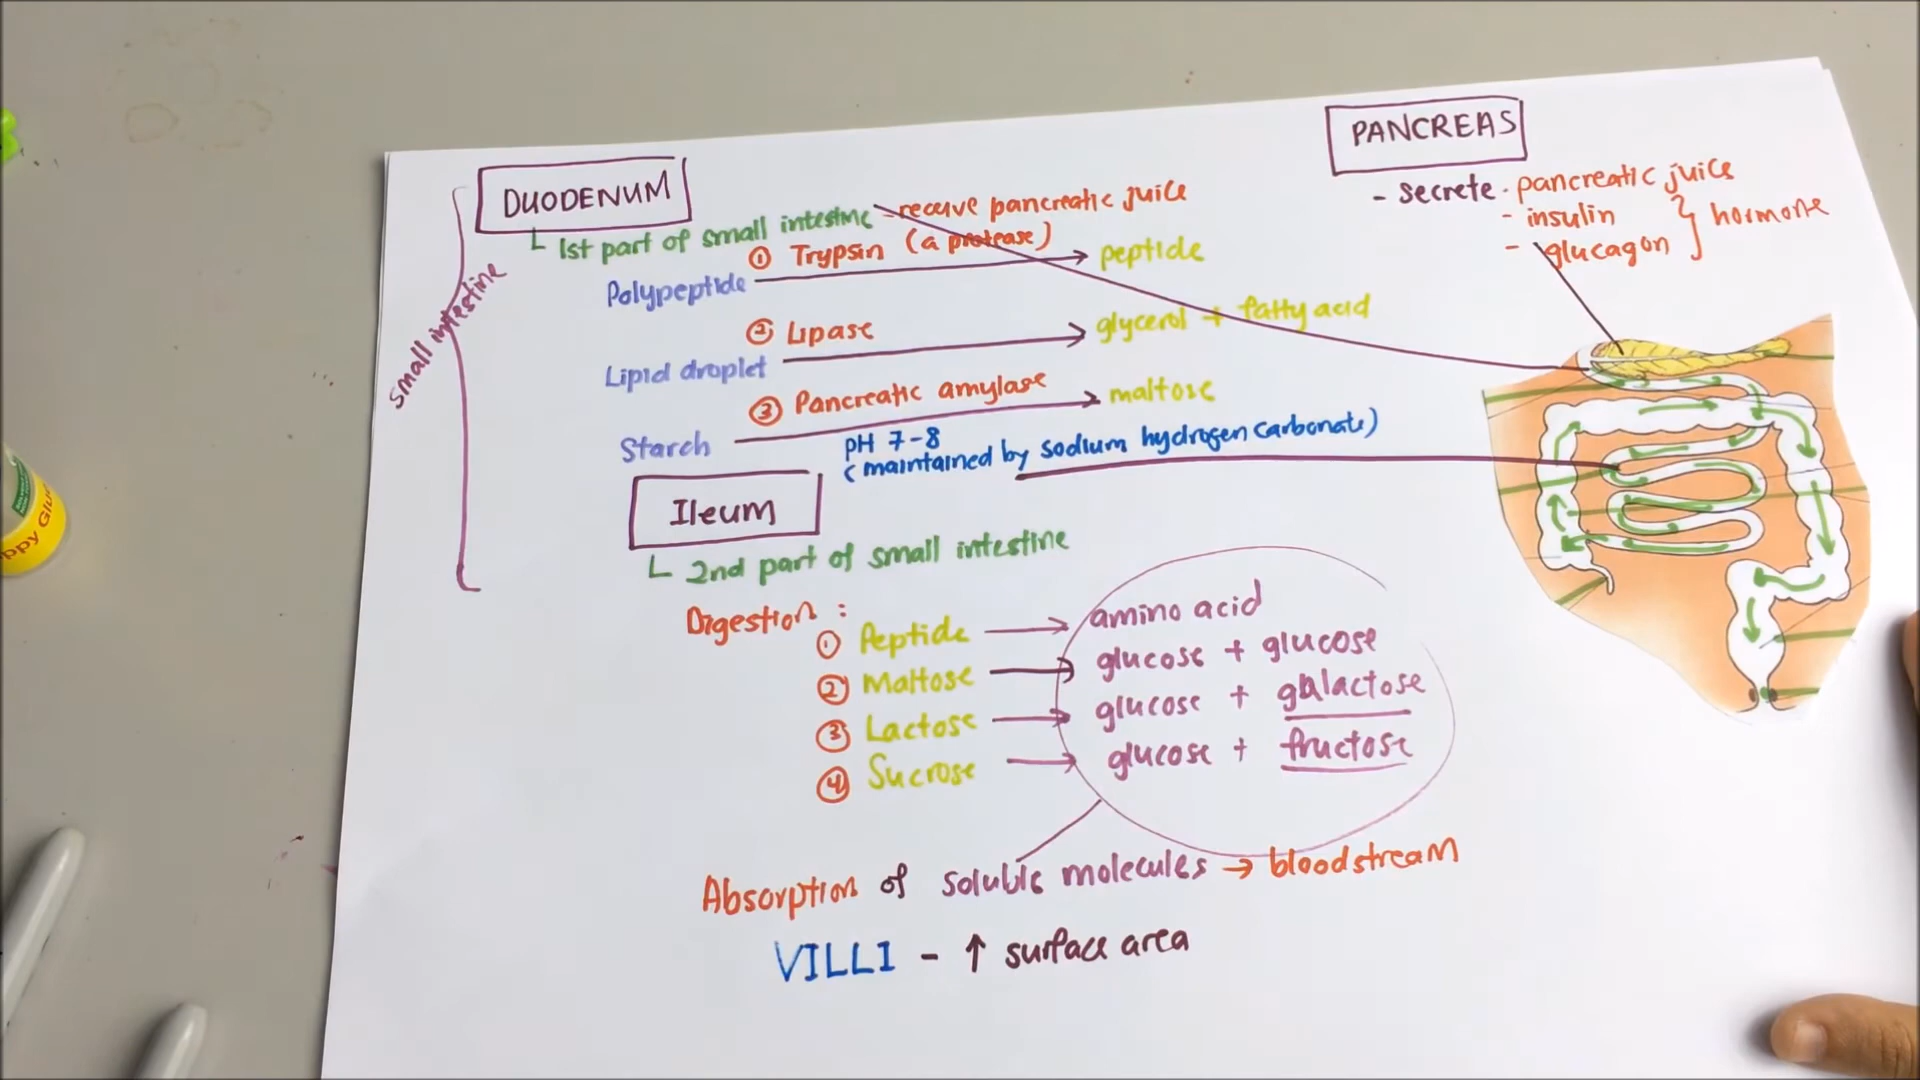 PANCREAS
- secrete - pancreatic juice
- insulin
- glucagon
hormone
small intestine
DUODENUM
1st part of small intestine - receive pancreatic juice
① Trypsin (a protease)
Polypeptide → peptide
② Lipase
Lipid droplet → glycerol + fatty acid
③ Pancreatic amylase
Starch → maltose
pH 7-8
(maintained by sodium hydrogen carbonate)
Ileum
2nd part of small intestine
Digestion :
① Peptide → amino acid
② Maltose → glucose + glucose
③ Lactose → glucose + galactose
④ Sucrose → glucose + fructose
Absorption of soluble molecules → bloodstream
VILLI - ↑ surface area
ppy Glu